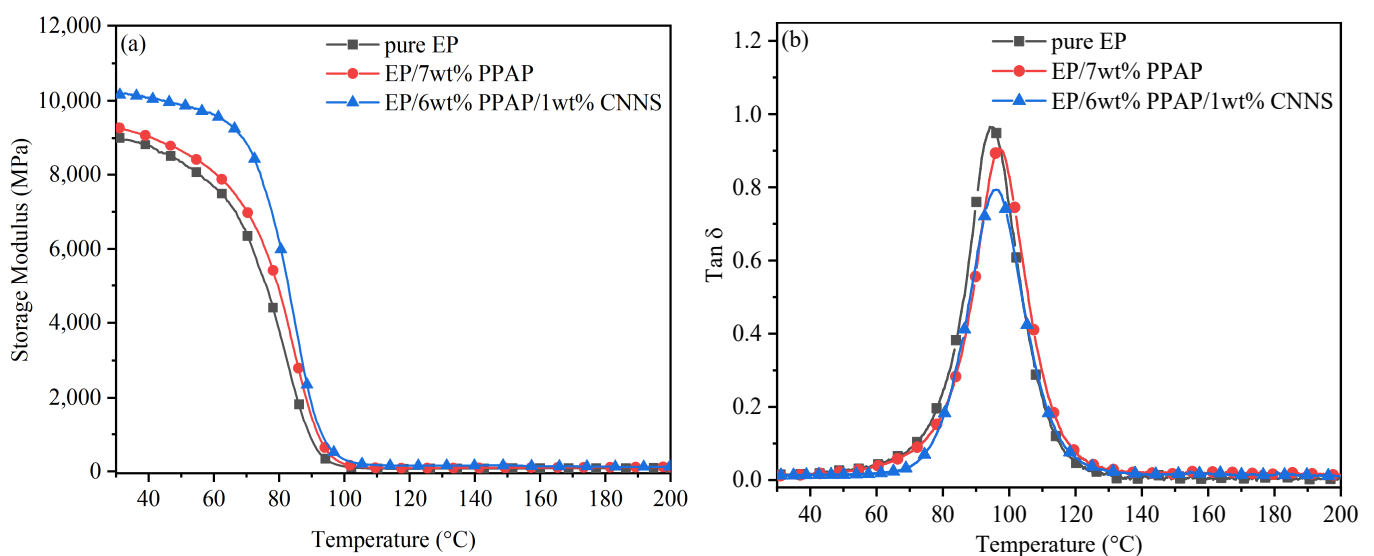 (a)
pure EP
EP/7wt% PPAP
EP/6wt% PPAP/1wt% CNNS
12,000
10,000
8,000
6,000
4,000
2,000
0
Storage Modulus (MPa)
40 60 80 100 120 140 160 180 200
Temperature (°C)
(b)
pure EP
EP/7wt% PPAP
EP/6wt% PPAP/1wt% CNNS
1.2
1.0
0.8
0.6
0.4
0.2
0.0
Tan δ
40 60 80 100 120 140 160 180 200
Temperature (°C)